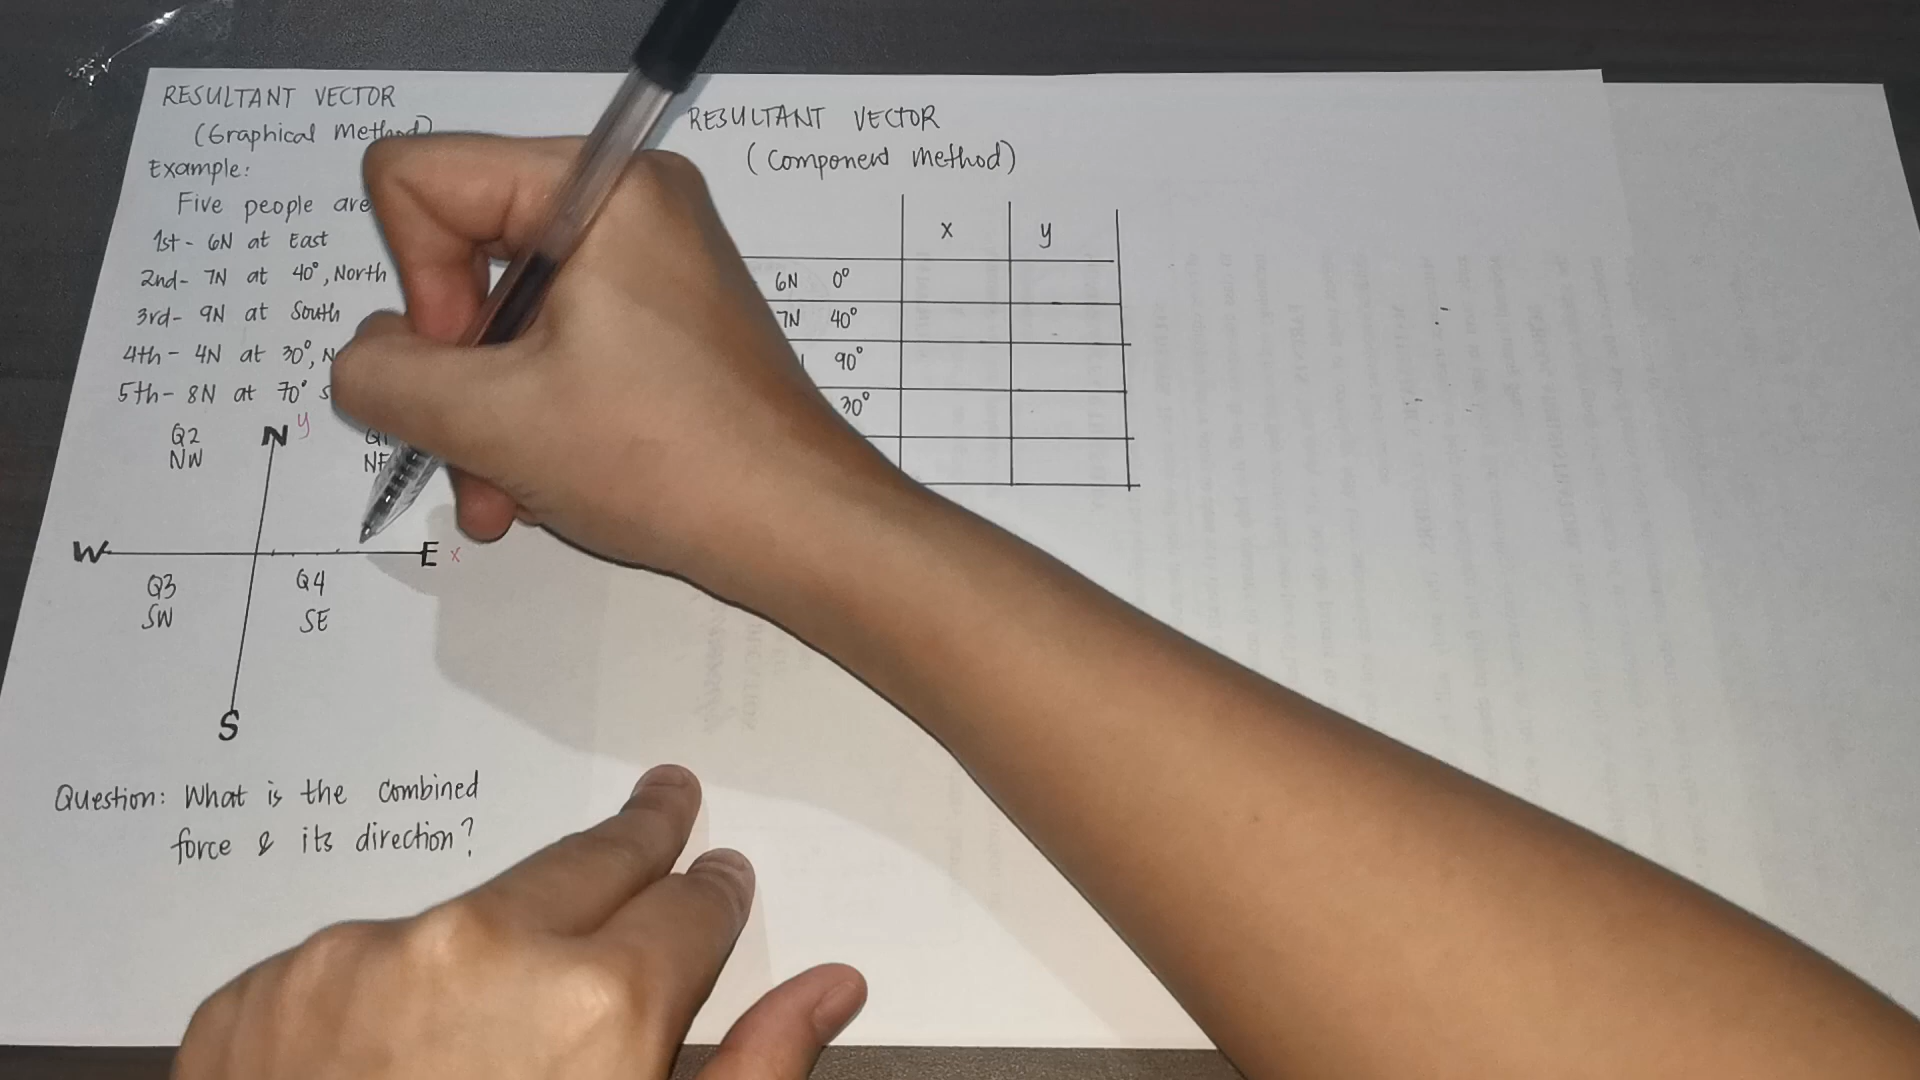 RESULTANT VECTOR
(Graphical Method)
Example:
Five people are
1st - 6N at East
2nd- 7N at 40°, North
3rd- 9N at South
4th - 4N at 30°,
5th - 8N at 70°
Q2
NW
N y
Q1
W
E x
Q3
SW
Q4
SE
S
Question: What is the combined
force & its direction?
RESULTANT VECTOR
(Component Method)
x y
6N 0°
7N 40°
90°
30°